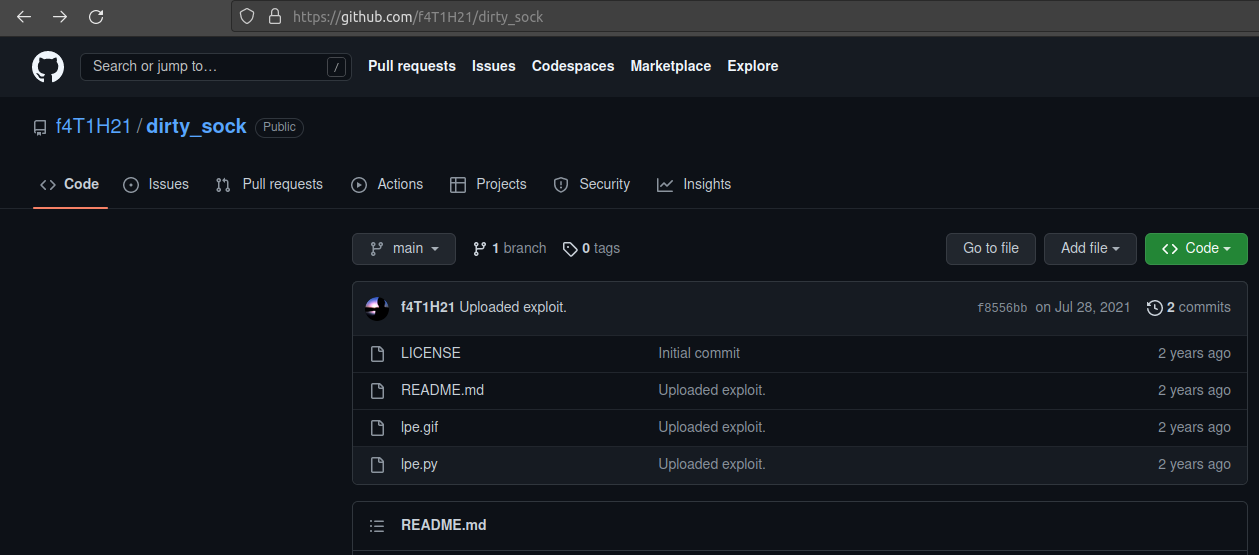 https://github.com/f4T1H21/dirty_sock
Search or jump to… / Pull requests Issues Codespaces Marketplace Explore
f4T1H21 / dirty_sock Public
Code Issues Pull requests Actions Projects Security Insights
main 1 branch 0 tags Go to file Add file Code
f4T1H21 Uploaded exploit. f8556bb on Jul 28, 2021 2 commits
LICENSE Initial commit 2 years ago
README.md Uploaded exploit. 2 years ago
lpe.gif Uploaded exploit. 2 years ago
lpe.py Uploaded exploit. 2 years ago
README.md